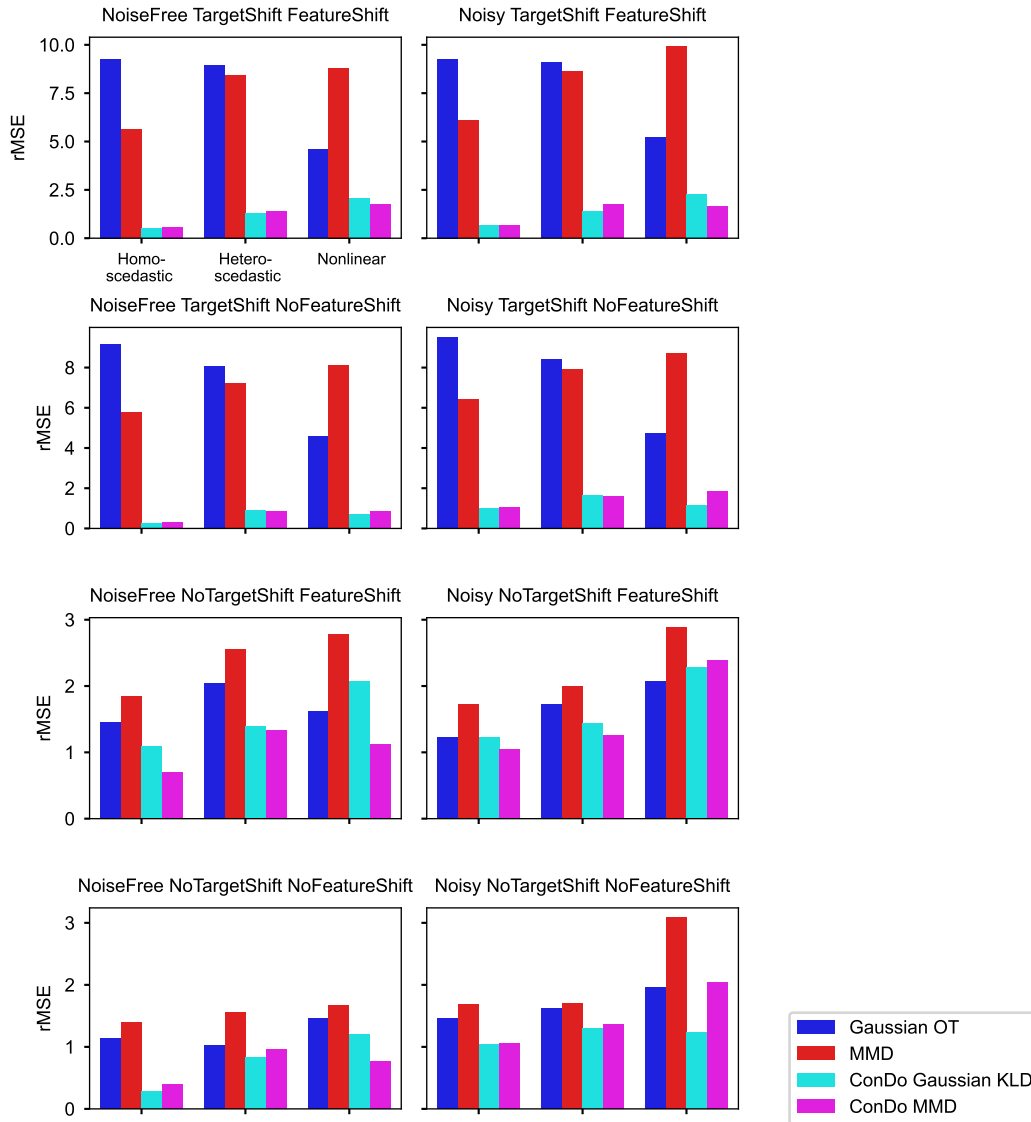 NoiseFree TargetShift FeatureShift
Noisy TargetShift FeatureShift
rMSE
10.0
7.5
5.0
2.5
0.0
Homo-
scedastic
Hetero-
scedastic
Nonlinear
NoiseFree TargetShift NoFeatureShift
Noisy TargetShift NoFeatureShift
rMSE
8
6
4
2
0
NoiseFree NoTargetShift FeatureShift
Noisy NoTargetShift FeatureShift
rMSE
3
2
1
0
NoiseFree NoTargetShift NoFeatureShift
Noisy NoTargetShift NoFeatureShift
rMSE
3
2
1
0
Gaussian OT
MMD
ConDo Gaussian KLD
ConDo MMD